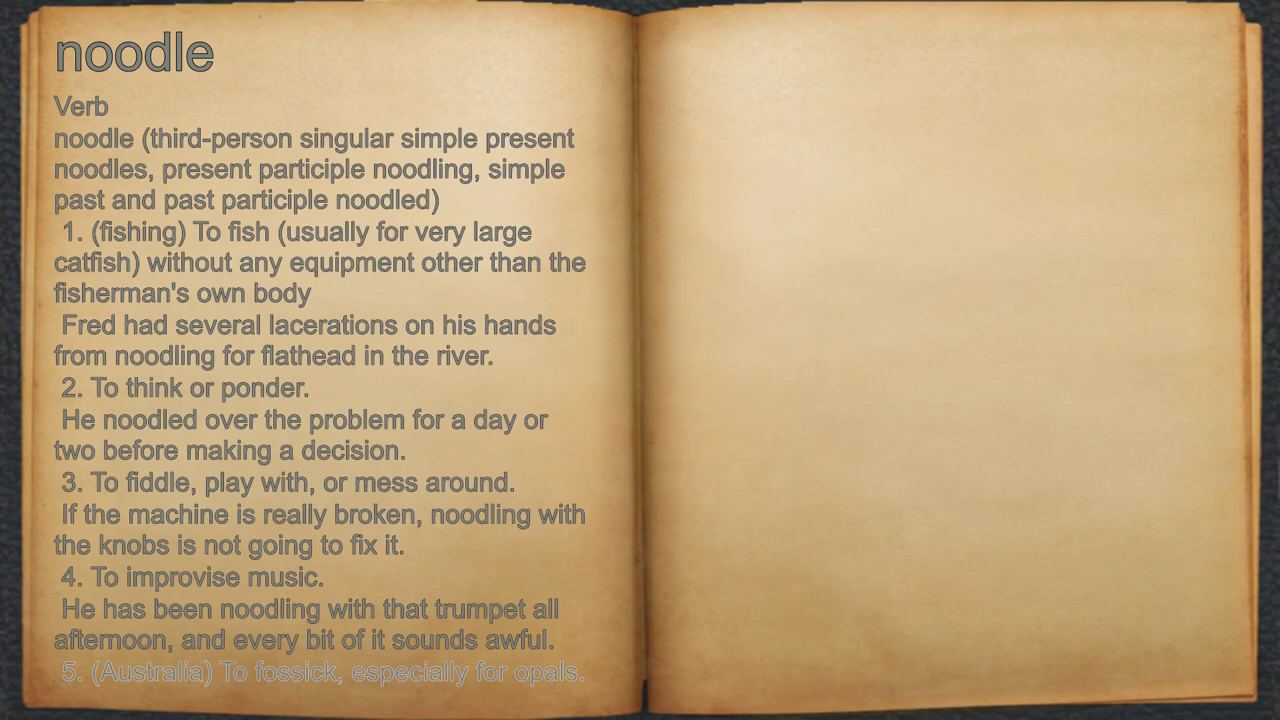 noodle
Verb
noodle (third-person singular simple present
noodles, present participle noodling, simple
past and past participle noodled)
1. (fishing) To fish (usually for very large
catfish) without any equipment other than the
fisherman's own body
Fred had several lacerations on his hands
from noodling for flathead in the river.
2. To think or ponder.
He noodled over the problem for a day or
two before making a decision.
3. To fiddle, play with, or mess around.
If the machine is really broken, noodling with
the knobs is not going to fix it.
4. To improvise music.
He has been noodling with that trumpet all
afternoon, and every bit of it sounds awful.
5. (Australia) To fossick, especially for opals.